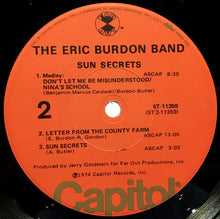 THE ERIC BURDON BAND
SUN SECRETS
1. Medley: ASCAP 8:25
DON'T LET ME BE MISUNDERSTOOD/
NINA'S SCHOOL
(Benjamin-Marcus-Caldwell/Burdon-Butler)
ST-11359
(ST 2-11359)
2
2. LETTER FROM THE COUNTY FARM
(E. Burdon-R. Gordon) ASCAP 13:05
3. SUN SECRETS
(A. Butler) ASCAP 3:02
Produced by Jerry Goldstein for Far Out Productions, Inc.
℗1974 Capitol Records, Inc.
Capitol